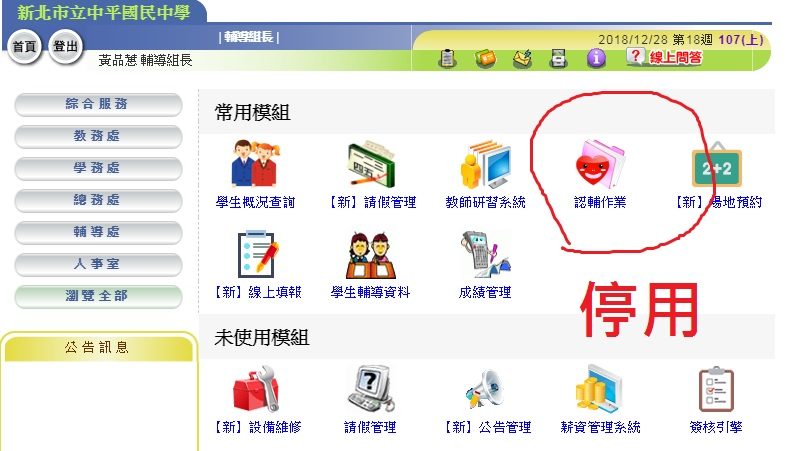 新北市立中平國民中學
首頁 登出
| 輔導組長 |
黃品慧 輔導組長
2018/12/28 第18週 107(上)
線上問答
綜合服務
教務處
學務處
總務處
輔導處
人事室
瀏覽全部
公告訊息
常用模組
學生概況查詢 【新】請假管理 教師研習系統 認輔作業 【新】場地預約
2+2
【新】線上填報 學生輔導資料 成績管理
停用
未使用模組
【新】設備維修 請假管理 【新】公告管理 薪資管理系統 簽核引擎